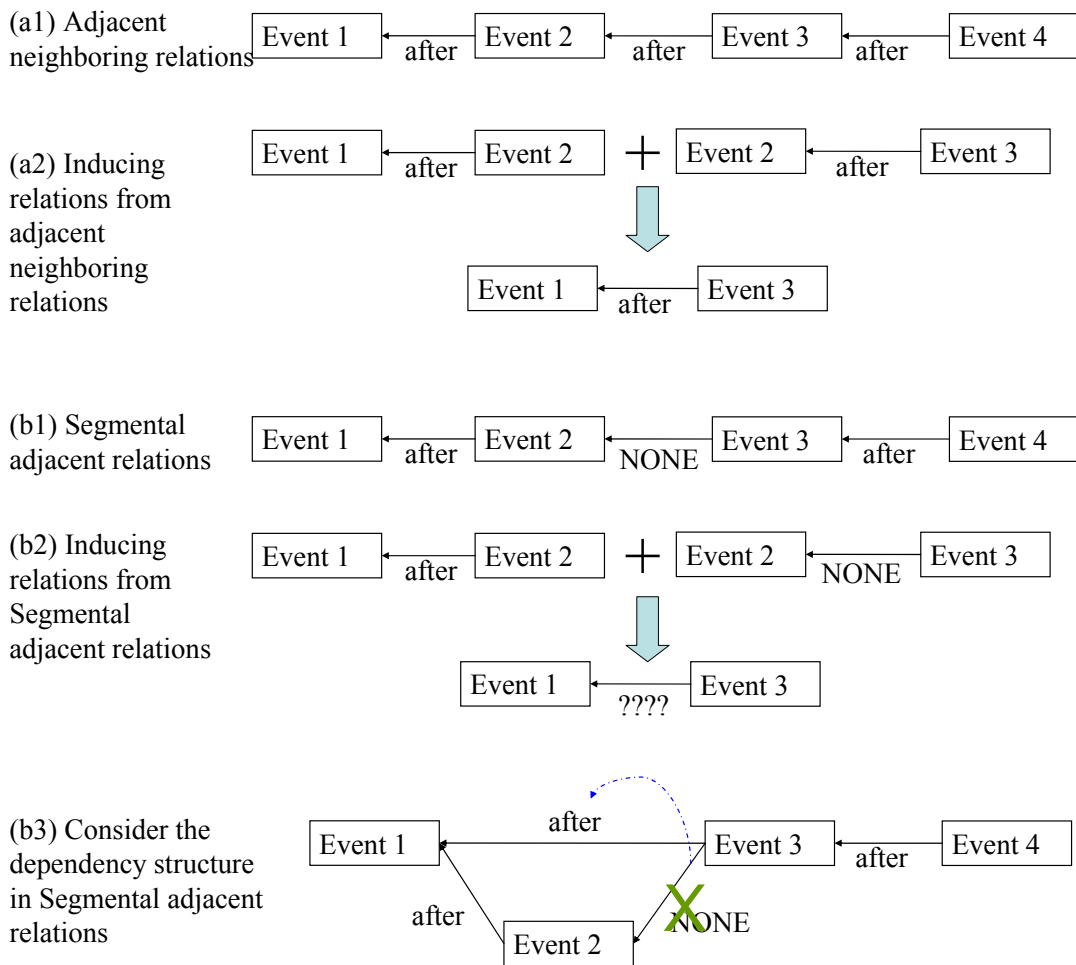 (a1) Adjacent
neighboring relations
Event 1
after
Event 2
after
Event 3
after
Event 4
(a2) Inducing
relations from
adjacent
neighboring
relations
Event 1
after
Event 2
+
Event 2
after
Event 3
Event 1
after
Event 3
(b1) Segmental
adjacent relations
Event 1
after
Event 2
NONE
Event 3
after
Event 4
(b2) Inducing
relations from
Segmental
adjacent relations
Event 1
after
Event 2
+
Event 2
NONE
Event 3
Event 1
????
Event 3
(b3) Consider the
dependency structure
in Segmental adjacent
relations
Event 1
after
Event 3
after
Event 4
after
Event 2
X
NONE